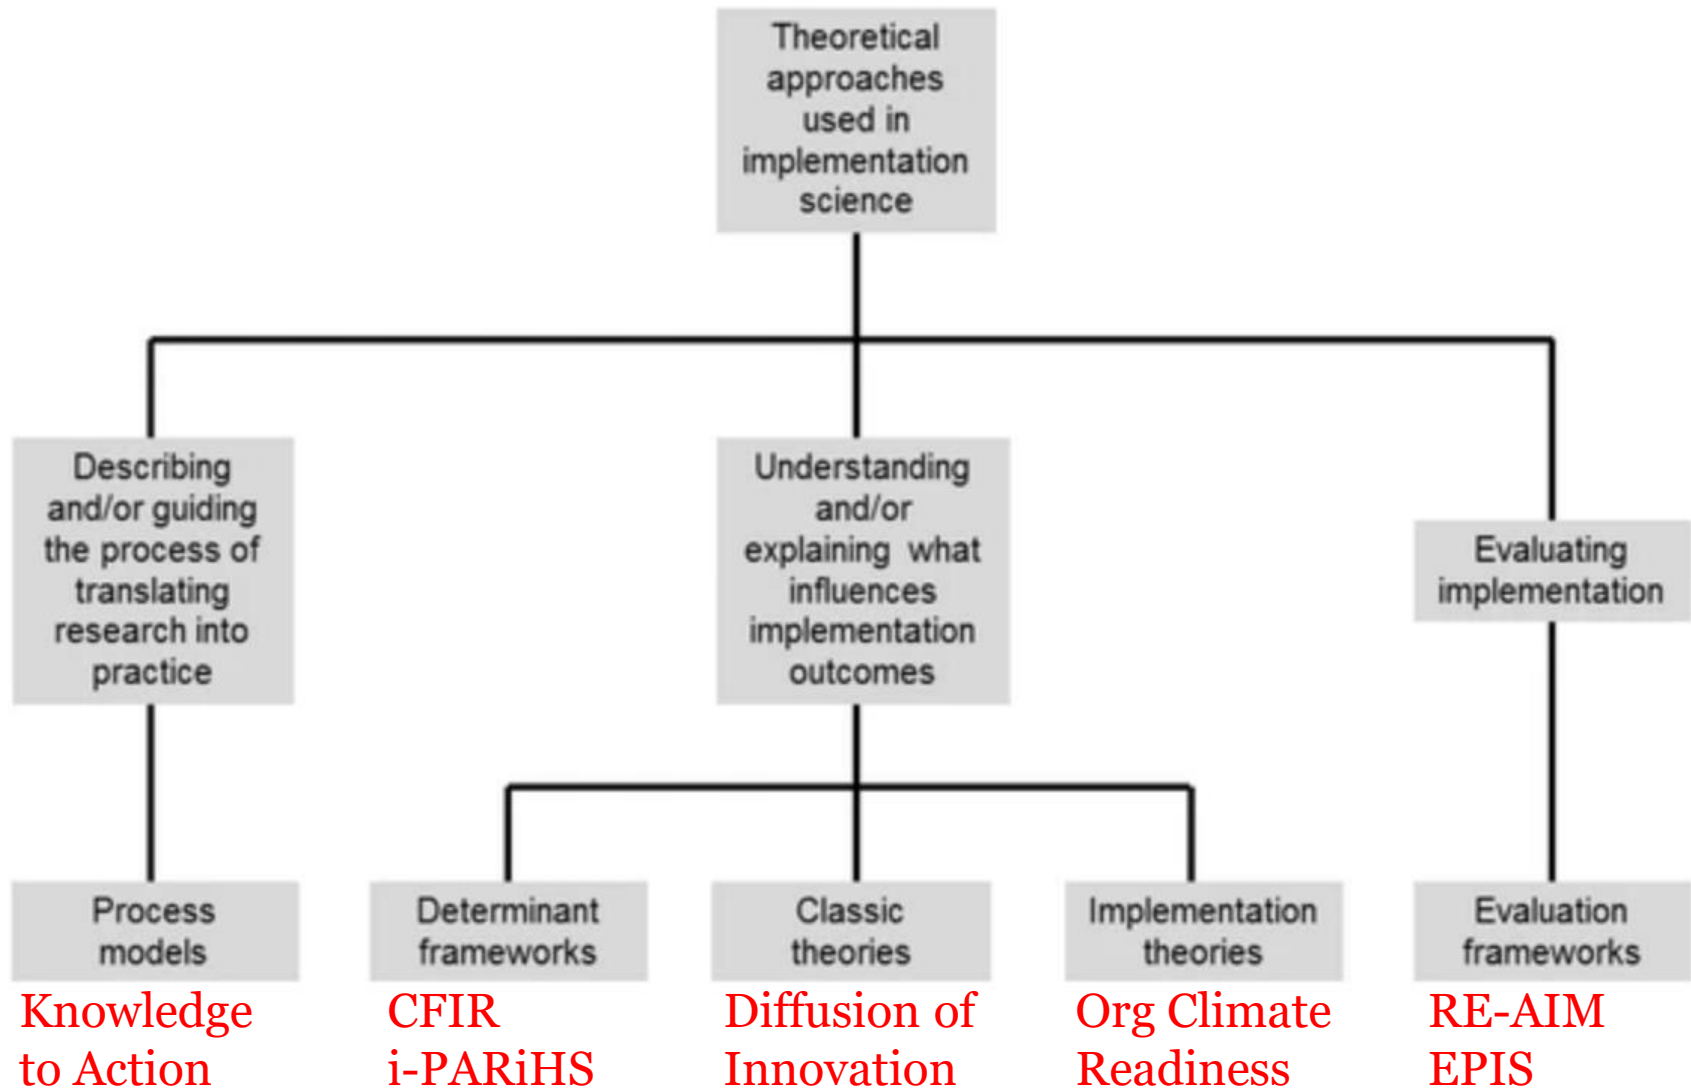 Theoretical
approaches
used in
implementation
science
Describing
and/or guiding
the process of
translating
research into
practice
Understanding
and/or
explaining what
influences
implementation
outcomes
Evaluating
implementation
Process
models
Determinant
frameworks
Classic
theories
Implementation
theories
Evaluation
frameworks
Knowledge
to Action
CFIR
i-PARiHS
Diffusion of
Innovation
Org Climate
Readiness
RE-AIM
EPIS